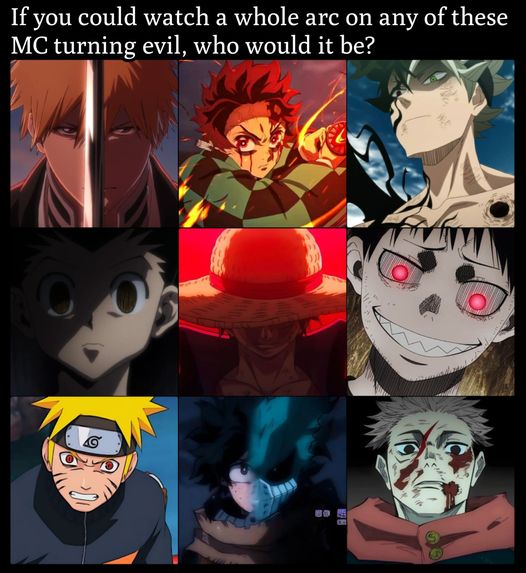 If you could watch a whole arc on any of these
MC turning evil, who would it be?